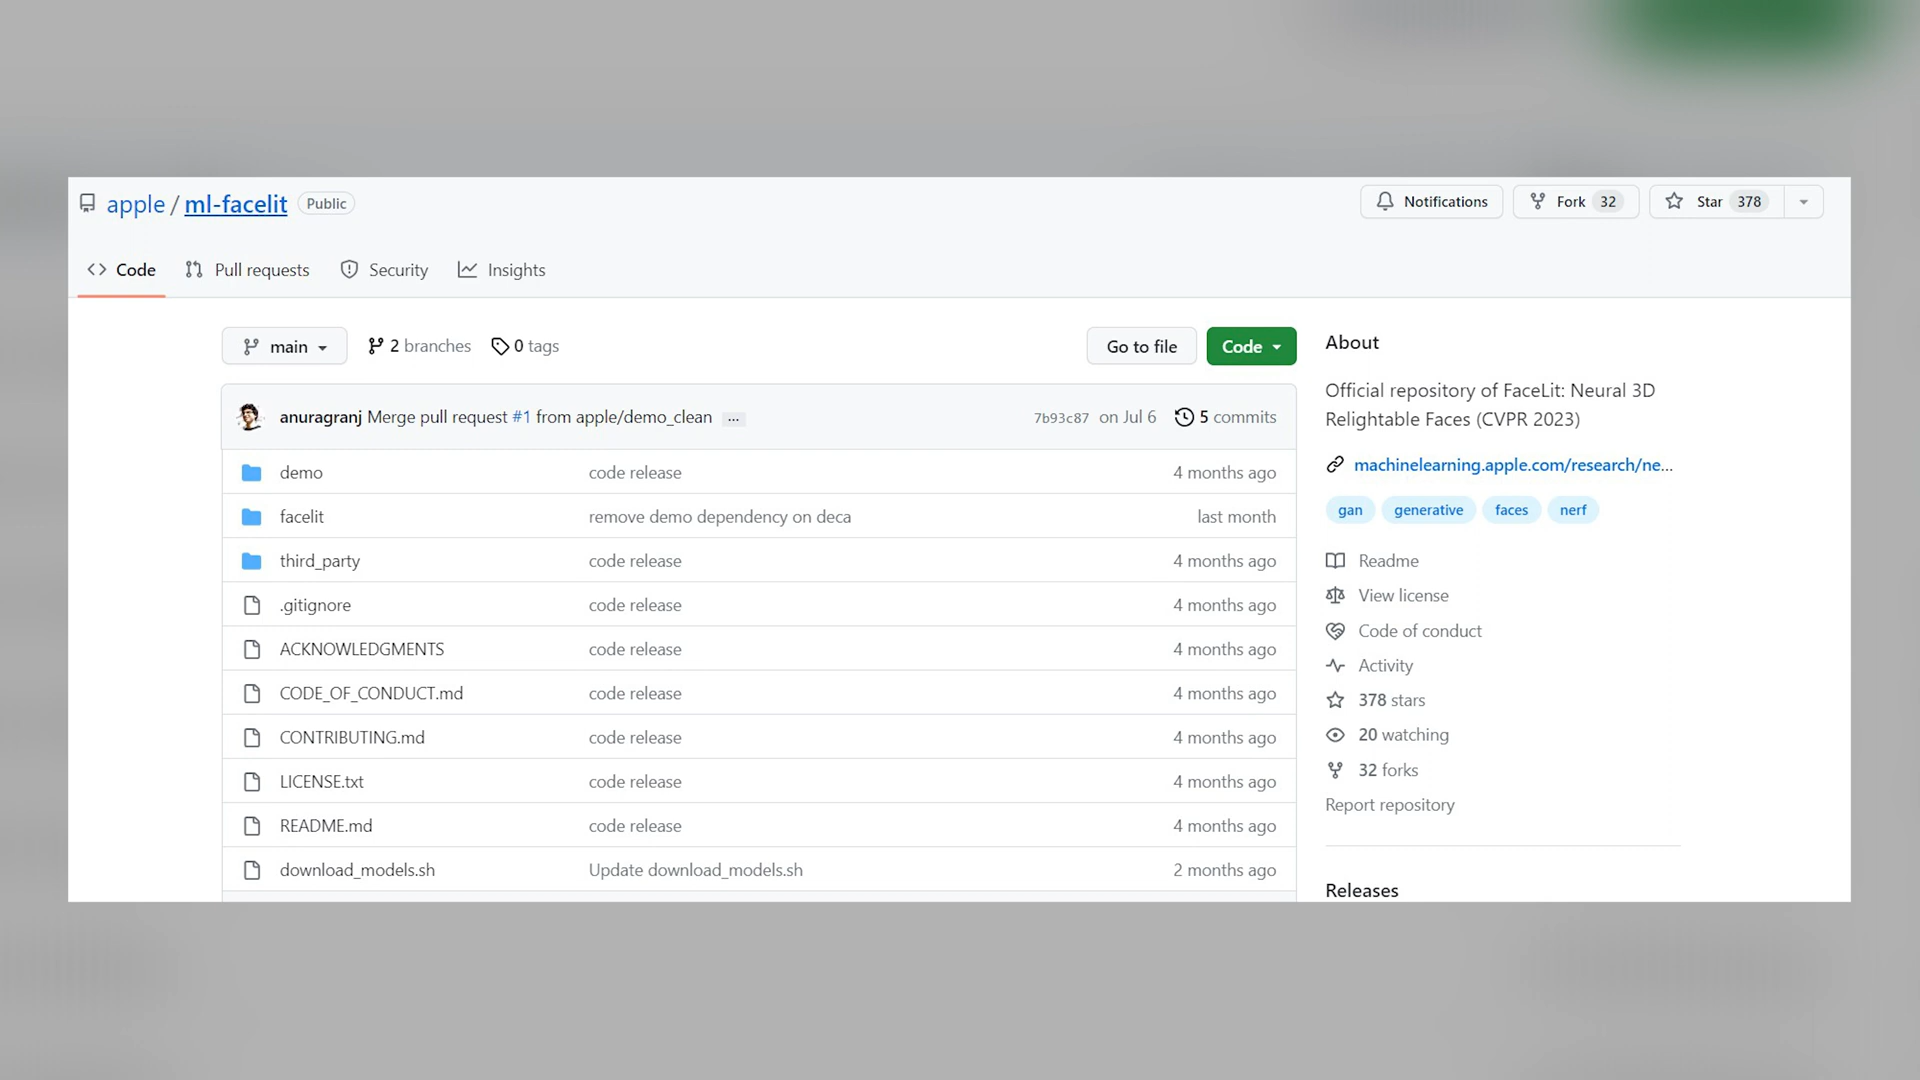 apple / ml-facelit Public
Notifications Fork 32 Star 378
Code Pull requests Security Insights
main 2 branches 0 tags Go to file Code
anuragranj Merge pull request #1 from apple/demo_clean ... 7b93c87 on Jul 6 5 commits
demo code release 4 months ago
facelit remove demo dependency on deca last month
third_party code release 4 months ago
.gitignore code release 4 months ago
ACKNOWLEDGMENTS code release 4 months ago
CODE_OF_CONDUCT.md code release 4 months ago
CONTRIBUTING.md code release 4 months ago
LICENSE.txt code release 4 months ago
README.md code release 4 months ago
download_models.sh Update download_models.sh 2 months ago
About
Official repository of FaceLit: Neural 3D
Relightable Faces (CVPR 2023)
machinelearning.apple.com/research/ne...
gan generative faces nerf
Readme
View license
Code of conduct
Activity
378 stars
20 watching
32 forks
Report repository
Releases